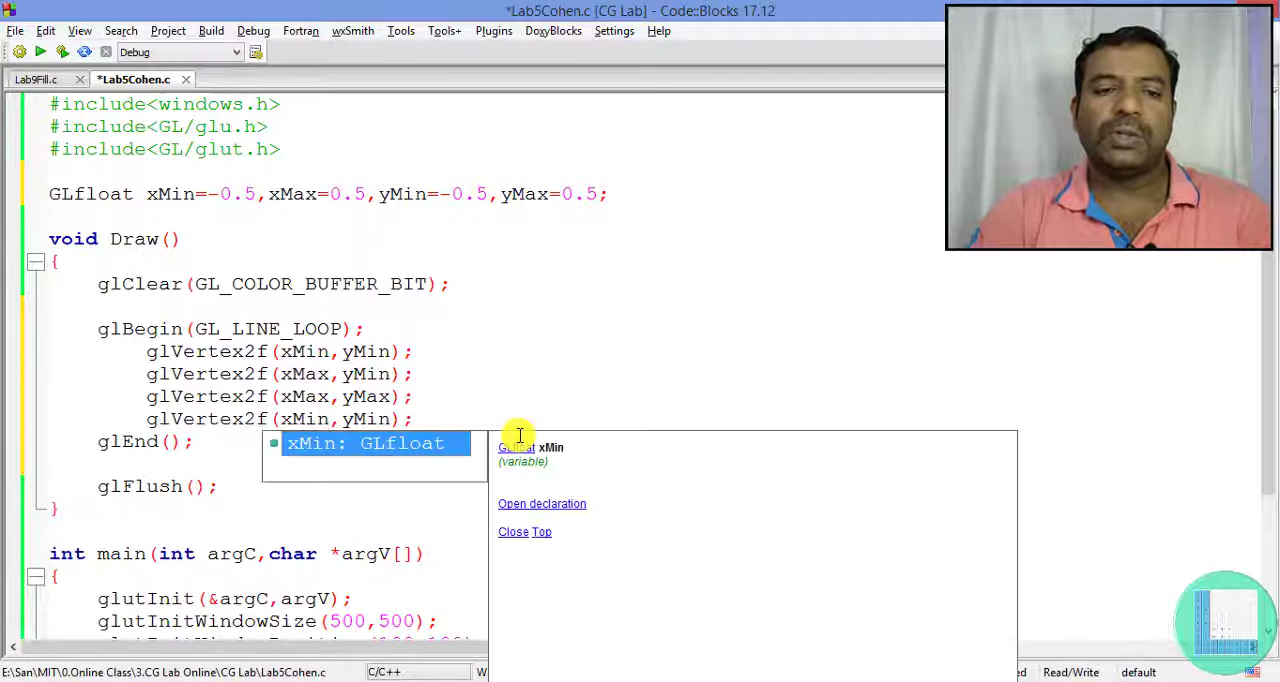 *Lab5Cohen.c [CG Lab] - Code::Blocks 17.12
File Edit View Search Project Build Debug Fortran wxSmith Tools Tools+ Plugins DoxyBlocks Settings Help
Debug
Lab9Fill.c *Lab5Cohen.c
#include<windows.h>
#include<GL/glu.h>
#include<GL/glut.h>
GLfloat xMin=-0.5,xMax=0.5,yMin=-0.5,yMax=0.5;
void Draw()
{
glClear(GL_COLOR_BUFFER_BIT);
glBegin(GL_LINE_LOOP);
glVertex2f(xMin,yMin);
glVertex2f(xMax,yMin);
glVertex2f(xMax,yMax);
glVertex2f(xMin,yMin);
glEnd();
xMin: GLfloat
GLfloat xMin
(variable)
Open declaration
Close Top
glFlush();
}
int main(int argC,char *argV[])
{
glutInit(&argC,argV);
glutInitWindowSize(500,500);
E:\San\MIT\0.Online Class\3.CG Lab Online\CG Lab\Lab5Cohen.c C/C++ W ed Read/Write default